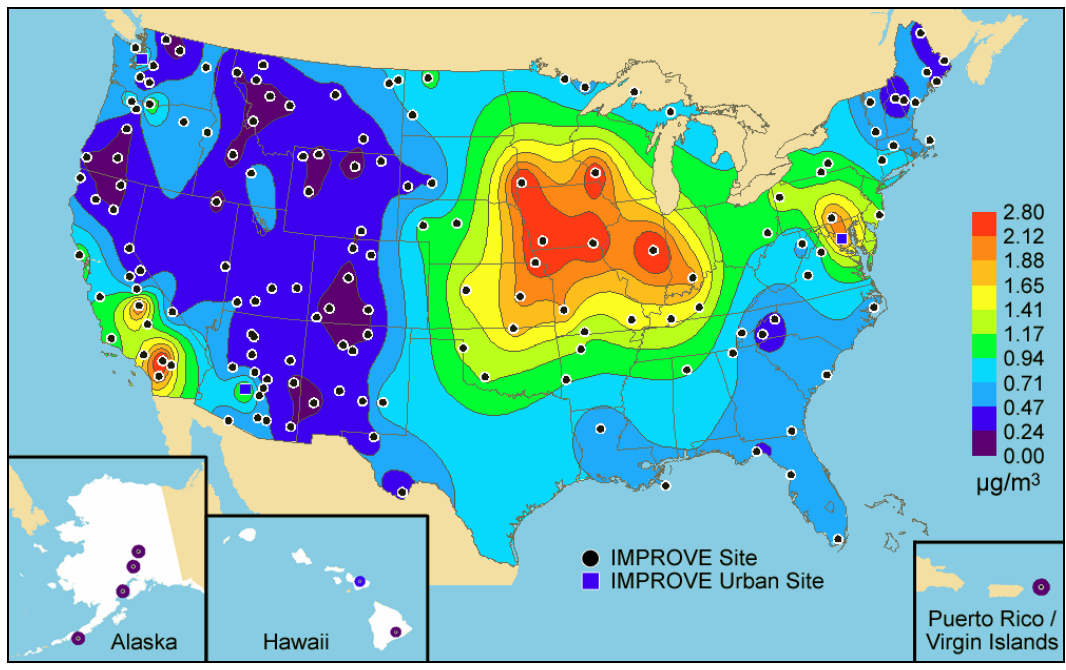 2.80
2.12
1.88
1.65
1.41
1.17
0.94
0.71
0.47
0.24
0.00
µg/m³
IMPROVE Site
IMPROVE Urban Site
Alaska
Hawaii
Puerto Rico /
Virgin Islands